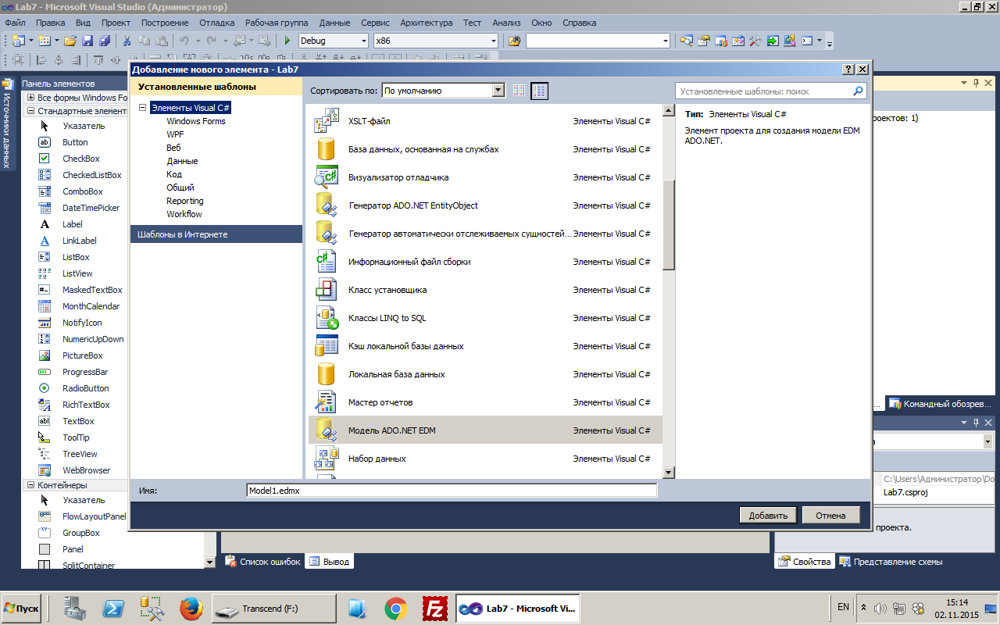 Lab7 - Microsoft Visual Studio (Администратор)
Файл Правка Вид Проект Построение Отладка Рабочая группа Данные Сервис Архитектура Тест Анализ Окно Справка
Debug x86
Добавление нового элемента - Lab7
Источники данных
Панель элементов
Все формы Windows Fo
Стандартные элемент
Указатель
Button
CheckBox
CheckedListBox
ComboBox
DateTimePicker
Label
LinkLabel
ListBox
ListView
MaskedTextBox
MonthCalendar
NotifyIcon
NumericUpDown
PictureBox
ProgressBar
RadioButton
RichTextBox
TextBox
ToolTip
TreeView
WebBrowser
Контейнеры
Указатель
FlowLayoutPanel
GroupBox
Panel
SplitContainer
Установленные шаблоны
Элементы Visual C#
Windows Forms
WPF
Веб
Данные
Код
Общий
Reporting
Workflow
Шаблоны в Интернете
Сортировать по: По умолчанию
XSLT-файл Элементы Visual C#
База данных, основанная на службах Элементы Visual C#
Визуализатор отладчика Элементы Visual C#
Генератор ADO.NET EntityObject Элементы Visual C#
Генератор автоматически отслеживаемых сущностей... Элементы Visual C#
Информационный файл сборки Элементы Visual C#
Класс установщика Элементы Visual C#
Классы LINQ to SQL Элементы Visual C#
Кэш локальной базы данных Элементы Visual C#
Локальная база данных Элементы Visual C#
Мастер отчетов Элементы Visual C#
Модель ADO.NET EDM Элементы Visual C#
Набор данных Элементы Visual C#
Установленные шаблоны: поиск
Тип: Элементы Visual C#
Элемент проекта для создания модели EDM
ADO.NET.
Имя: Model1.edmx
Добавить Отмена
роектов: 1)
... Командный обозрев...
C:\Users\Администратор\Do
Lab7.csproj
проекта.
Список ошибок Вывод
Свойства Представление схемы
Пуск Transcend (F:) Lab7 - Microsoft Vi...
EN 15:14
02.11.2015